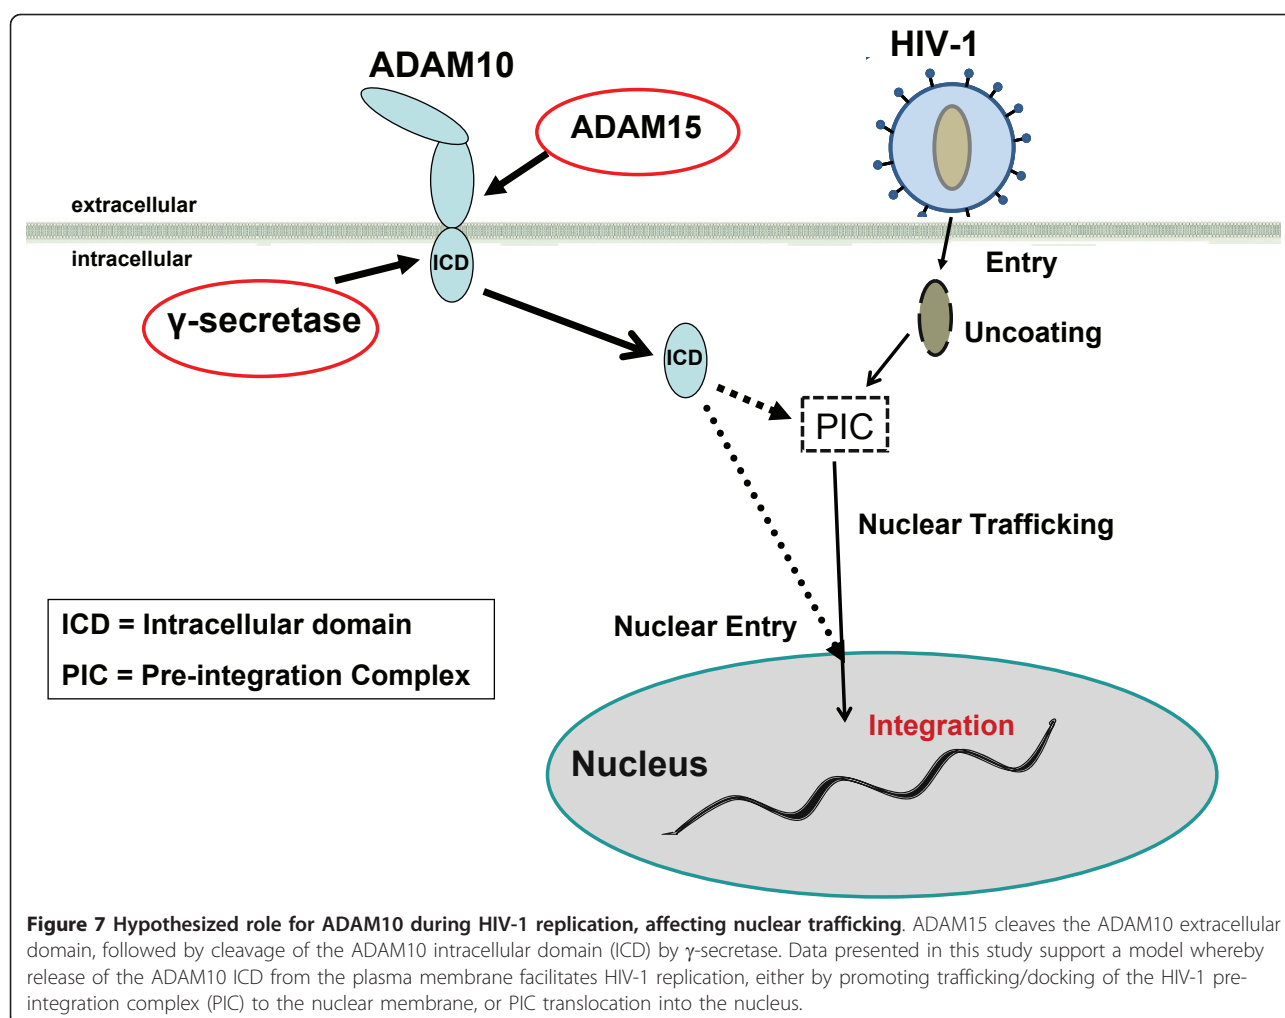 HIV-1
ADAM10
ADAM15
extracellular
intracellular
ICD
Entry
γ-secretase
Uncoating
ICD
PIC
Nuclear Trafficking
ICD = Intracellular domain
PIC = Pre-integration Complex
Nuclear Entry
Integration
Nucleus
Figure 7 Hypothesized role for ADAM10 during HIV-1 replication, affecting nuclear trafficking. ADAM15 cleaves the ADAM10 extracellular
domain, followed by cleavage of the ADAM10 intracellular domain (ICD) by γ-secretase. Data presented in this study support a model whereby
release of the ADAM10 ICD from the plasma membrane facilitates HIV-1 replication, either by promoting trafficking/docking of the HIV-1 pre-
integration complex (PIC) to the nuclear membrane, or PIC translocation into the nucleus.